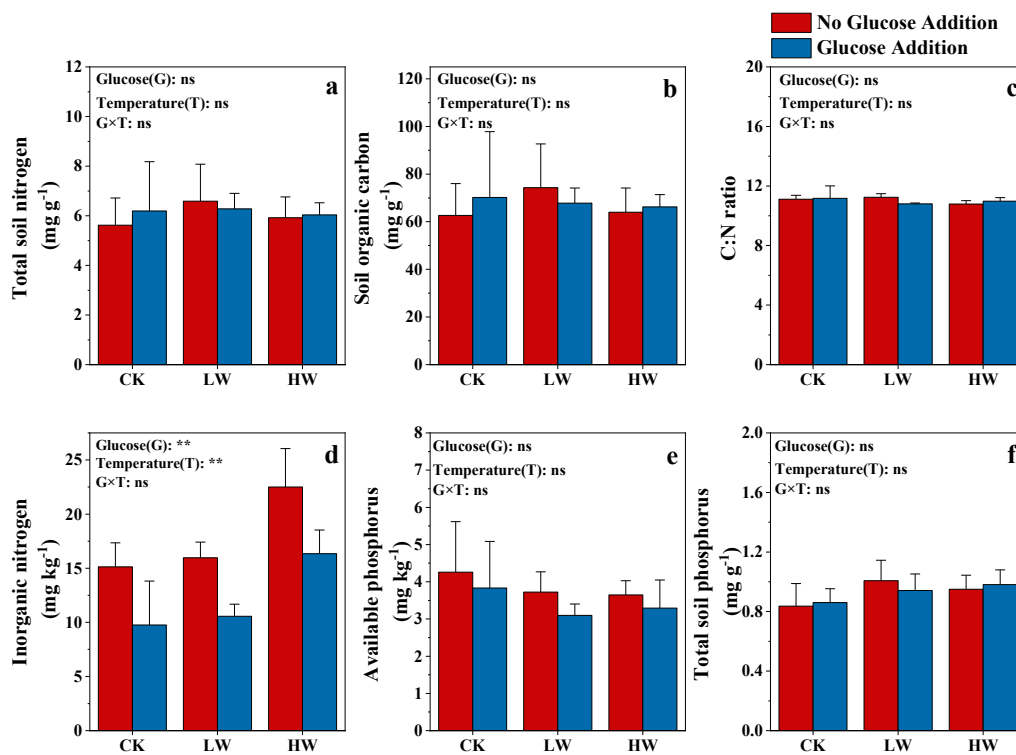 No Glucose Addition
Glucose Addition
Total soil nitrogen
(mg g⁻¹)
12
10
8
6
4
2
0
Glucose(G): ns
Temperature(T): ns
G×T: ns
a
CK
LW
HW
Soil organic carbon
(mg g⁻¹)
120
100
80
60
40
20
0
Glucose(G): ns
Temperature(T): ns
G×T: ns
b
CK
LW
HW
C:N ratio
20
16
12
8
4
0
Glucose(G): ns
Temperature(T): ns
G×T: ns
c
CK
LW
HW
Inorganic nitrogen
(mg kg⁻¹)
25
20
15
10
5
0
Glucose(G): **
Temperature(T): **
G×T: ns
d
CK
LW
HW
Available phosphorus
(mg kg⁻¹)
8
7
6
5
4
3
2
1
0
Glucose(G): ns
Temperature(T): ns
G×T: ns
e
CK
LW
HW
Total soil phosphorus
(mg g⁻¹)
2.0
1.6
1.2
0.8
0.4
0.0
Glucose(G): ns
Temperature(T): ns
G×T: ns
f
CK
LW
HW